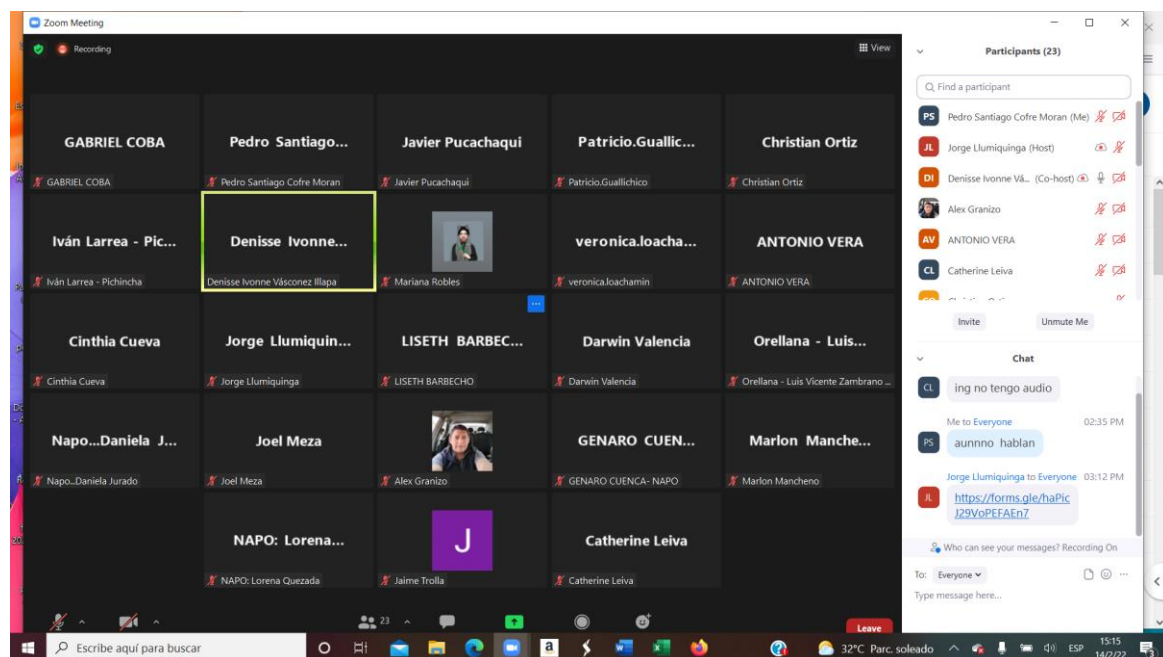 Zoom Meeting
Recording
View
GABRIEL COBA
GABRIEL COBA
Pedro Santiago...
Pedro Santiago Cofre Moran
Javier Pucachaqui
Javier Pucachaqui
Patricio.Guallic...
Patricio.Guallichico
Christian Ortiz
Christian Ortiz
Iván Larrea - Pic...
Iván Larrea - Pichincha
Denisse Ivonne...
Denisse Ivonne Vásconez Illapa
Mariana Robles
veronica.loacha...
veronica.loachamin
ANTONIO VERA
ANTONIO VERA
Cinthia Cueva
Cinthia Cueva
Jorge Llumiquin...
Jorge Llumiquinga
LISETH BARBEC...
LISETH BARBECHO
Darwin Valencia
Darwin Valencia
Orellana - Luis...
Orellana - Luis Vicente Zambrano ...
Napo...Daniela J...
Napo...Daniela Jurado
Joel Meza
Joel Meza
Alex Granizo
GENARO CUEN...
GENARO CUENCA- NAPO
Marlon Manche...
Marlon Mancheno
NAPO: Lorena...
NAPO: Lorena Quezada
J
Jaime Trolla
Catherine Leiva
Catherine Leiva
23
Leave
Participants (23)
Find a participant
PS Pedro Santiago Cofre Moran (Me)
JL Jorge Llumiquinga (Host)
DI Denisse Ivonne Vá... (Co-host)
Alex Granizo
AV ANTONIO VERA
CL Catherine Leiva
Invite Unmute Me
Chat
CL ing no tengo audio
Me to Everyone 02:35 PM
PS aunnno hablan
Jorge Llumiquinga to Everyone 03:12 PM
JL https://forms.gle/haPic
J29VoPEFAEn7
Who can see your messages? Recording On
To: Everyone
Type message here...
Escribe aquí para buscar
a
32°C Parc. soleado
ESP
15:15
14/2/22